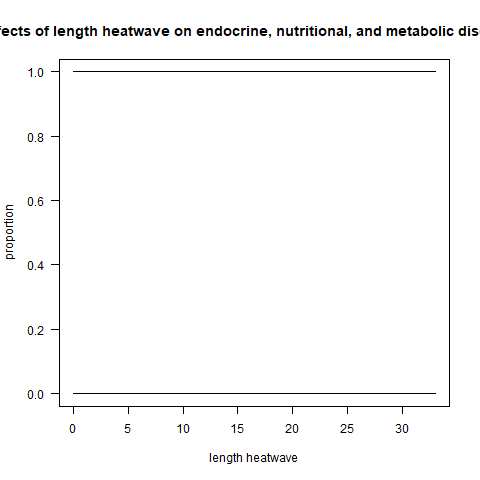 fects of length heatwave on endocrine, nutritional, and metabolic dis
1.0
0.8
0.6
0.4
0.2
0.0
proportion
0 5 10 15 20 25 30
length heatwave